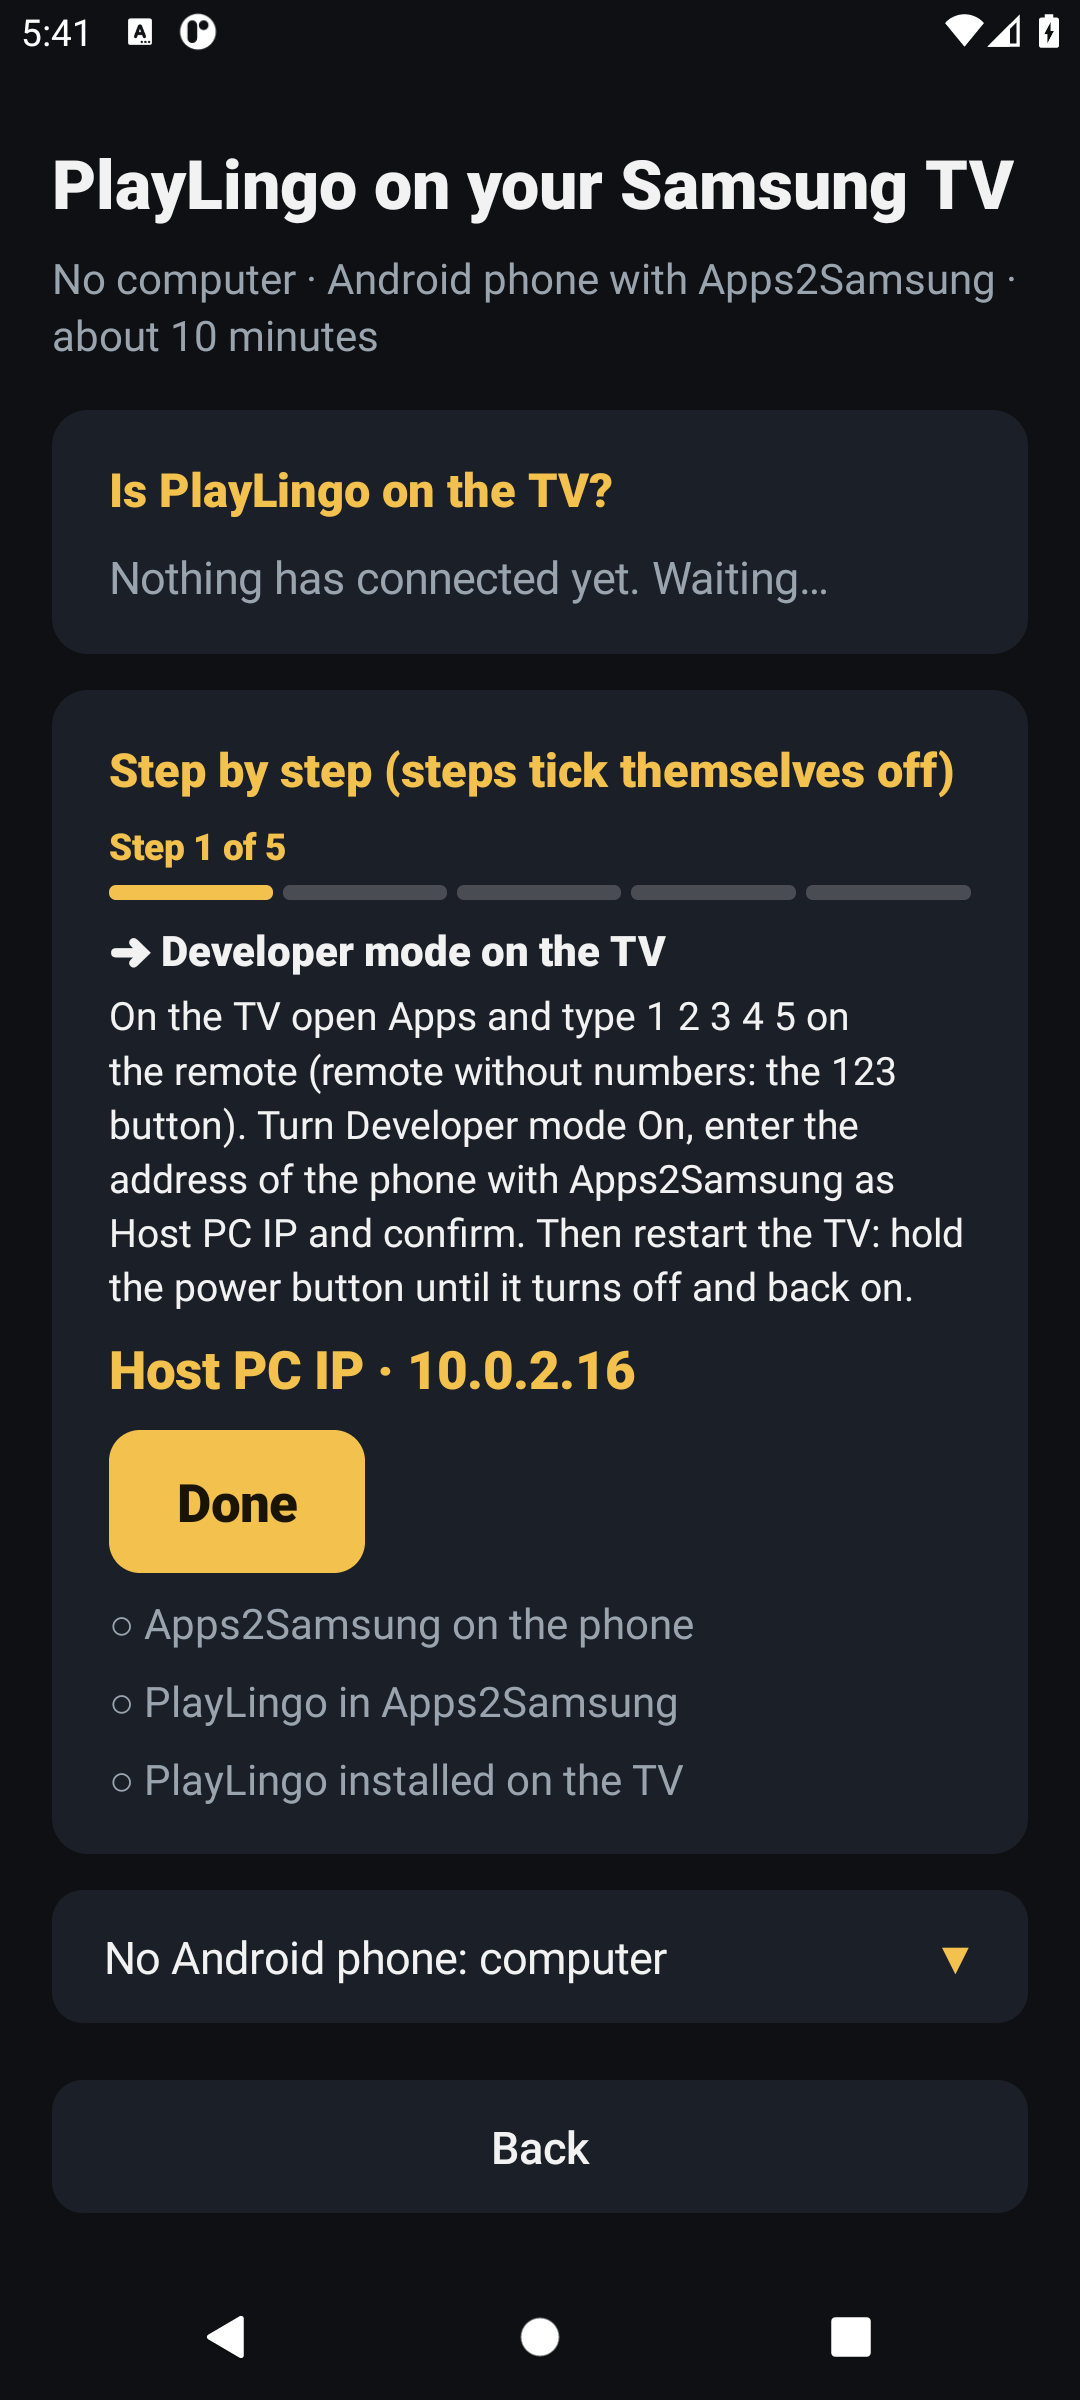 5:41
PlayLingo on your Samsung TV
No computer · Android phone with Apps2Samsung ·
about 10 minutes
Is PlayLingo on the TV?
Nothing has connected yet. Waiting...
Step by step (steps tick themselves off)
Step 1 of 5
➔ Developer mode on the TV
On the TV open Apps and type 1 2 3 4 5 on
the remote (remote without numbers: the 123
button). Turn Developer mode On, enter the
address of the phone with Apps2Samsung as
Host PC IP and confirm. Then restart the TV: hold
the power button until it turns off and back on.
Host PC IP · 10.0.2.16
Done
○ Apps2Samsung on the phone
○ PlayLingo in Apps2Samsung
○ PlayLingo installed on the TV
No Android phone: computer ▼
Back